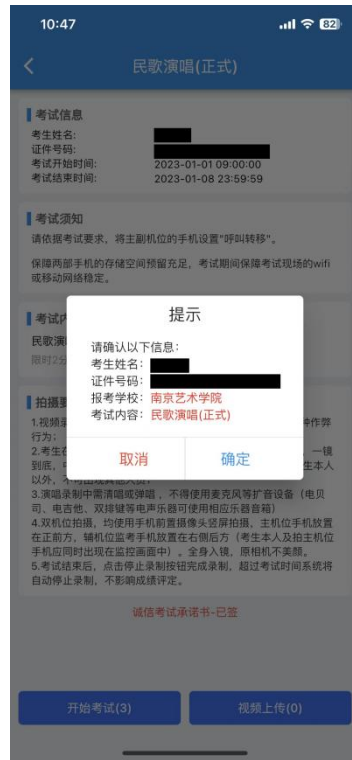 10:47
82
民歌演唱(正式)
考试信息
考生姓名:
证件号码:
考试开始时间: 2023-01-01 09:00:00
考试结束时间: 2023-01-08 23:59:59
考试须知
请依据考试要求，将主副机位的手机设置"呼叫转移"。
保障两部手机的存储空间预留充足，考试期间保障考试现场的wifi
或移动网络稳定。
考试内
民歌演
限时2分
提示
请确认以下信息：
考生姓名:
证件号码:
报考学校: 南京艺术学院
考试内容: 民歌演唱(正式)
取消
确定
拍摄要
1.视频录 种作弊
行为；
2.考生在 一镜
到底， 生本人
以外，不可出现其他人员；
3.演唱录制中需清唱或弹唱，不得使用麦克风等扩音设备（电贝
司、电吉他、双排键等电声乐器可使用相应乐器音箱）
4.双机位拍摄，均使用手机前置摄像头竖屏拍摄，主机位手机放置
在正前方，辅机位监考手机放置在右侧后方（考生本人及拍主机位
手机应同时出现在监控画面中）。全身入镜，原相机不美颜。
5.考试结束后，点击停止录制按钮完成录制，超过考试时间系统将
自动停止录制，不影响成绩评定。
诚信考试承诺书-已签
开始考试(3)
视频上传(0)